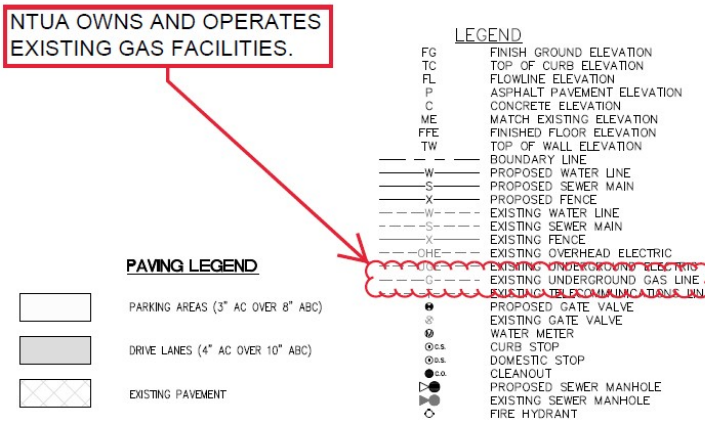 NTUA OWNS AND OPERATES
EXISTING GAS FACILITIES.
LEGEND
FG FINISH GROUND ELEVATION
TC TOP OF CURB ELEVATION
FL FLOWLINE ELEVATION
P ASPHALT PAVEMENT ELEVATION
C CONCRETE ELEVATION
ME MATCH EXISTING ELEVATION
FFE FINISHED FLOOR ELEVATION
TW TOP OF WALL ELEVATION
BOUNDARY LINE
W PROPOSED WATER LINE
S PROPOSED SEWER MAIN
X PROPOSED FENCE
W EXISTING WATER LINE
S EXISTING SEWER MAIN
X EXISTING FENCE
OHE EXISTING OVERHEAD ELECTRIC
EXISTING UNDERGROUND ELECTRIC
G EXISTING UNDERGROUND GAS LINE
EXISTING TELECOMMUNICATIONS
PROPOSED GATE VALVE
EXISTING GATE VALVE
WATER METER
C.S. CURB STOP
D.S. DOMESTIC STOP
C.O. CLEANOUT
PROPOSED SEWER MANHOLE
EXISTING SEWER MANHOLE
FIRE HYDRANT
PAVING LEGEND
PARKING AREAS (3" AC OVER 8" ABC)
DRIVE LANES (4" AC OVER 10" ABC)
EXISTING PAVEMENT